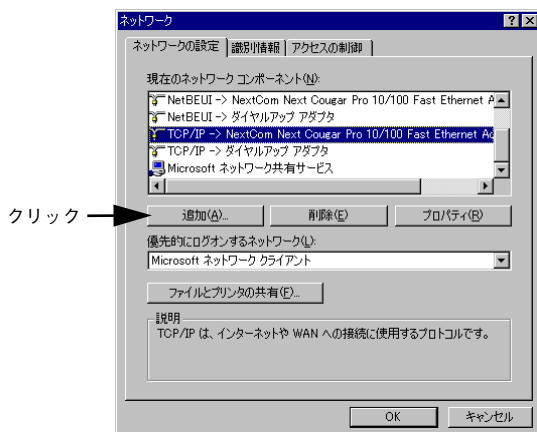 ネットワーク
ネットワークの設定 識別情報 アクセスの制御
現在のネットワーク コンポーネント(N):
NetBEUI -> NextCom Next Cougar Pro 10/100 Fast Ethernet A
NetBEUI -> ダイヤルアップ アダプタ
TCP/IP -> NextCom Next Cougar Pro 10/100 Fast Ethernet Ad
TCP/IP -> ダイヤルアップ アダプタ
Microsoft ネットワーク共有サービス
クリック
追加(A)... 削除(E) プロパティ(R)
優先的にログオンするネットワーク(L):
Microsoft ネットワーク クライアント
ファイルとプリンタの共有(F)...
説明
TCP/IP は、インターネットや WAN への接続に使用するプロトコルです。
OK キャンセル